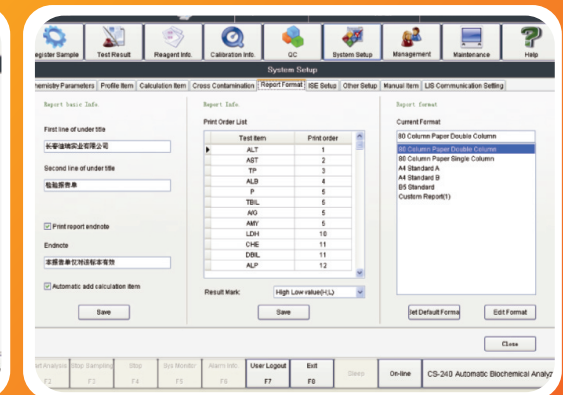 Register Sample Test Result Reagent Info. Calibration Info. QC System Setup Management Maintenance Help
System Setup
Chemistry Parameters Profile Item Calculation Item Cross Contamination Report Format ISE Setup Other Setup Manual Item LIS Communication Setting
Report basic Info.
First line of under title
长春迪瑞实业有限公司
Second line of under title
检验报告单
Print report endnote
Endnote
本报告单仅对该标本有效
Automatic add calculation item
Save
Report Info.
Print Order List
Test item Print order
ALT 1
AST 2
TP 3
ALB 4
P 5
TBIL 5
A/G 5
AMY 5
LDH 10
CHE 11
DBIL 11
ALP 12
Result Mark: High Low value(H,L)
Save
Report format
Current Format
80 Column Paper Double Column
80 Column Paper Double Column
80 Column Paper Single Column
A4 Standard A
A4 Standard B
B5 Standard
Custom Report(1)
Set Default Forma Edit Format
Close
Start Analysis Stop Sampling Stop Sys Monitor Alarm Info. User Logout Exit Sleep On-line CS-240 Automatic Biochemical Analyz
F2 F3 F4 F5 F6 F7 F8